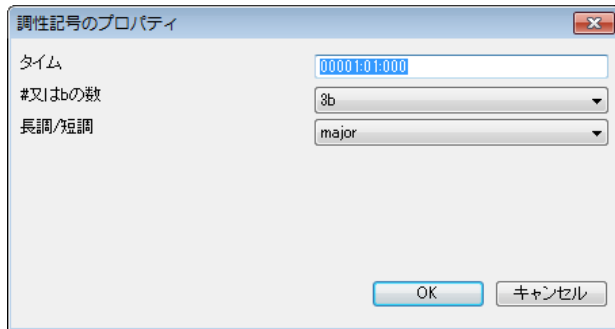 調性記号のプロパティ
タイム 00001:01:000
#又はbの数 3b
長調/短調 major
OK キャンセル